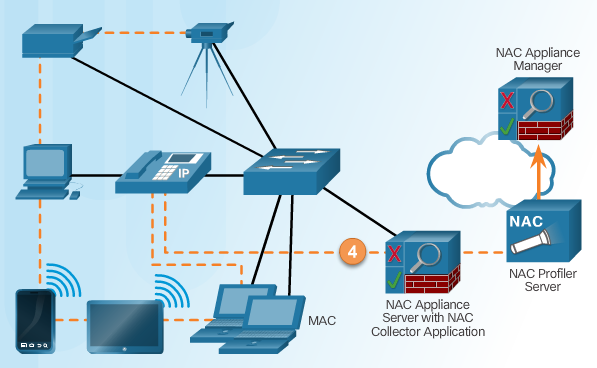 NAC Appliance
Manager
IP
4
NAC
NAC Profiler
Server
MAC
NAC Appliance
Server with NAC
Collector Application